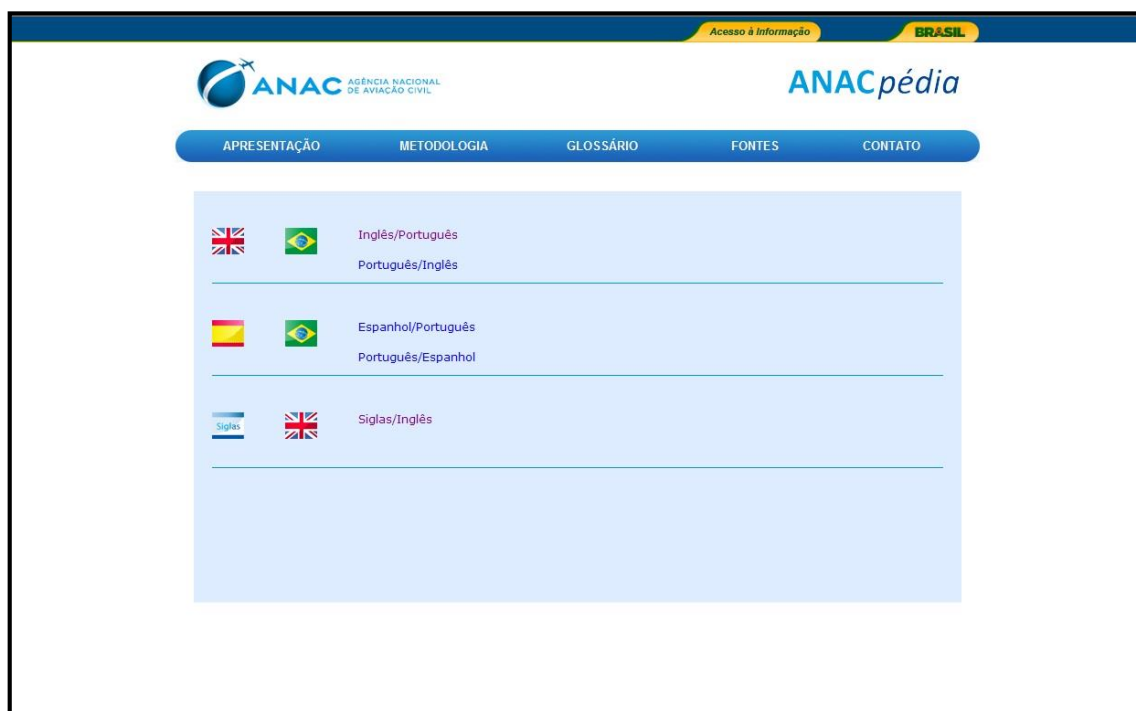 Acesso à Informação BRASIL
ANAC AGÊNCIA NACIONAL
DE AVIAÇÃO CIVIL
ANACpédia
APRESENTAÇÃO METODOLOGIA GLOSSÁRIO FONTES CONTATO
Inglês/Português
Português/Inglês
Espanhol/Português
Português/Espanhol
Siglas Siglas/Inglês